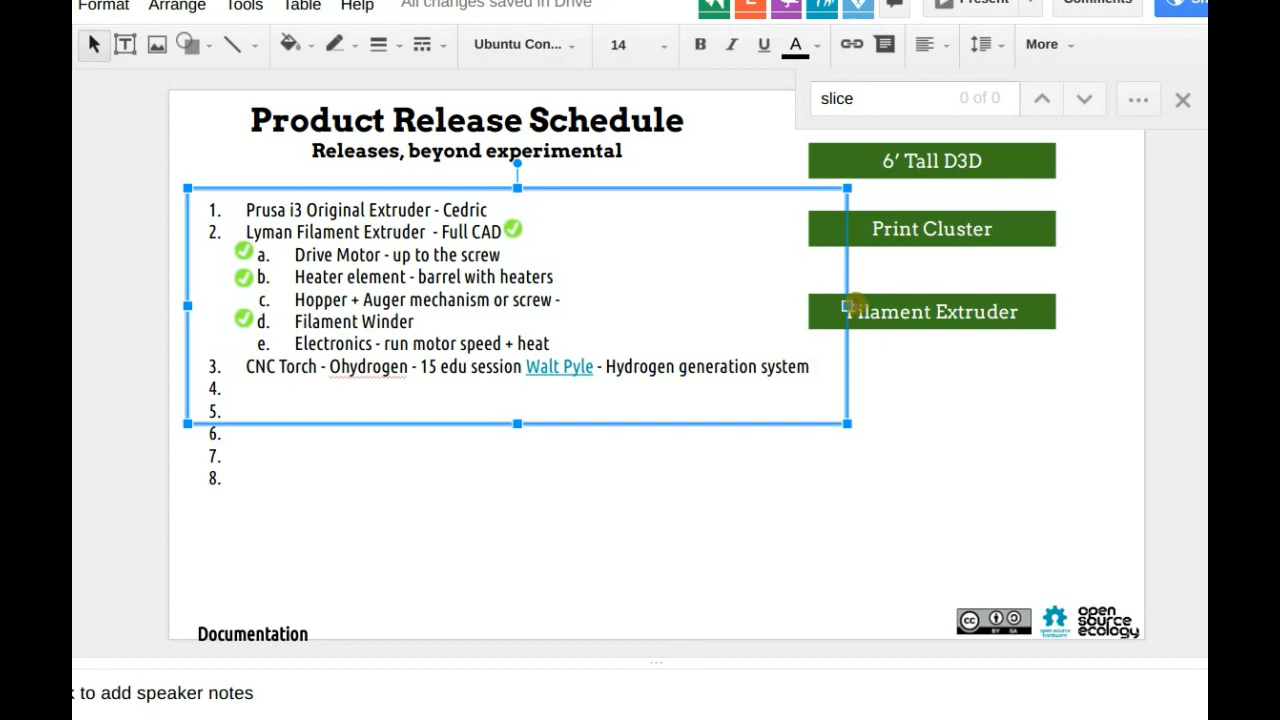 Format Arrange Tools Table Help All changes saved in Drive
Present Comments
Ubuntu Con... 14 B I U A More
slice 0 of 0
Product Release Schedule
Releases, beyond experimental
6’ Tall D3D
1. Prusa i3 Original Extruder - Cedric
2. Lyman Filament Extruder - Full CAD
Print Cluster
a. Drive Motor - up to the screw
b. Heater element - barrel with heaters
c. Hopper + Auger mechanism or screw -
Filament Extruder
d. Filament Winder
e. Electronics - run motor speed + heat
3. CNC Torch - Ohydrogen - 15 edu session Walt Pyle - Hydrogen generation system
4.
5.
6.
7.
8.
cc BY SA
open source ecology
Documentation
to add speaker notes